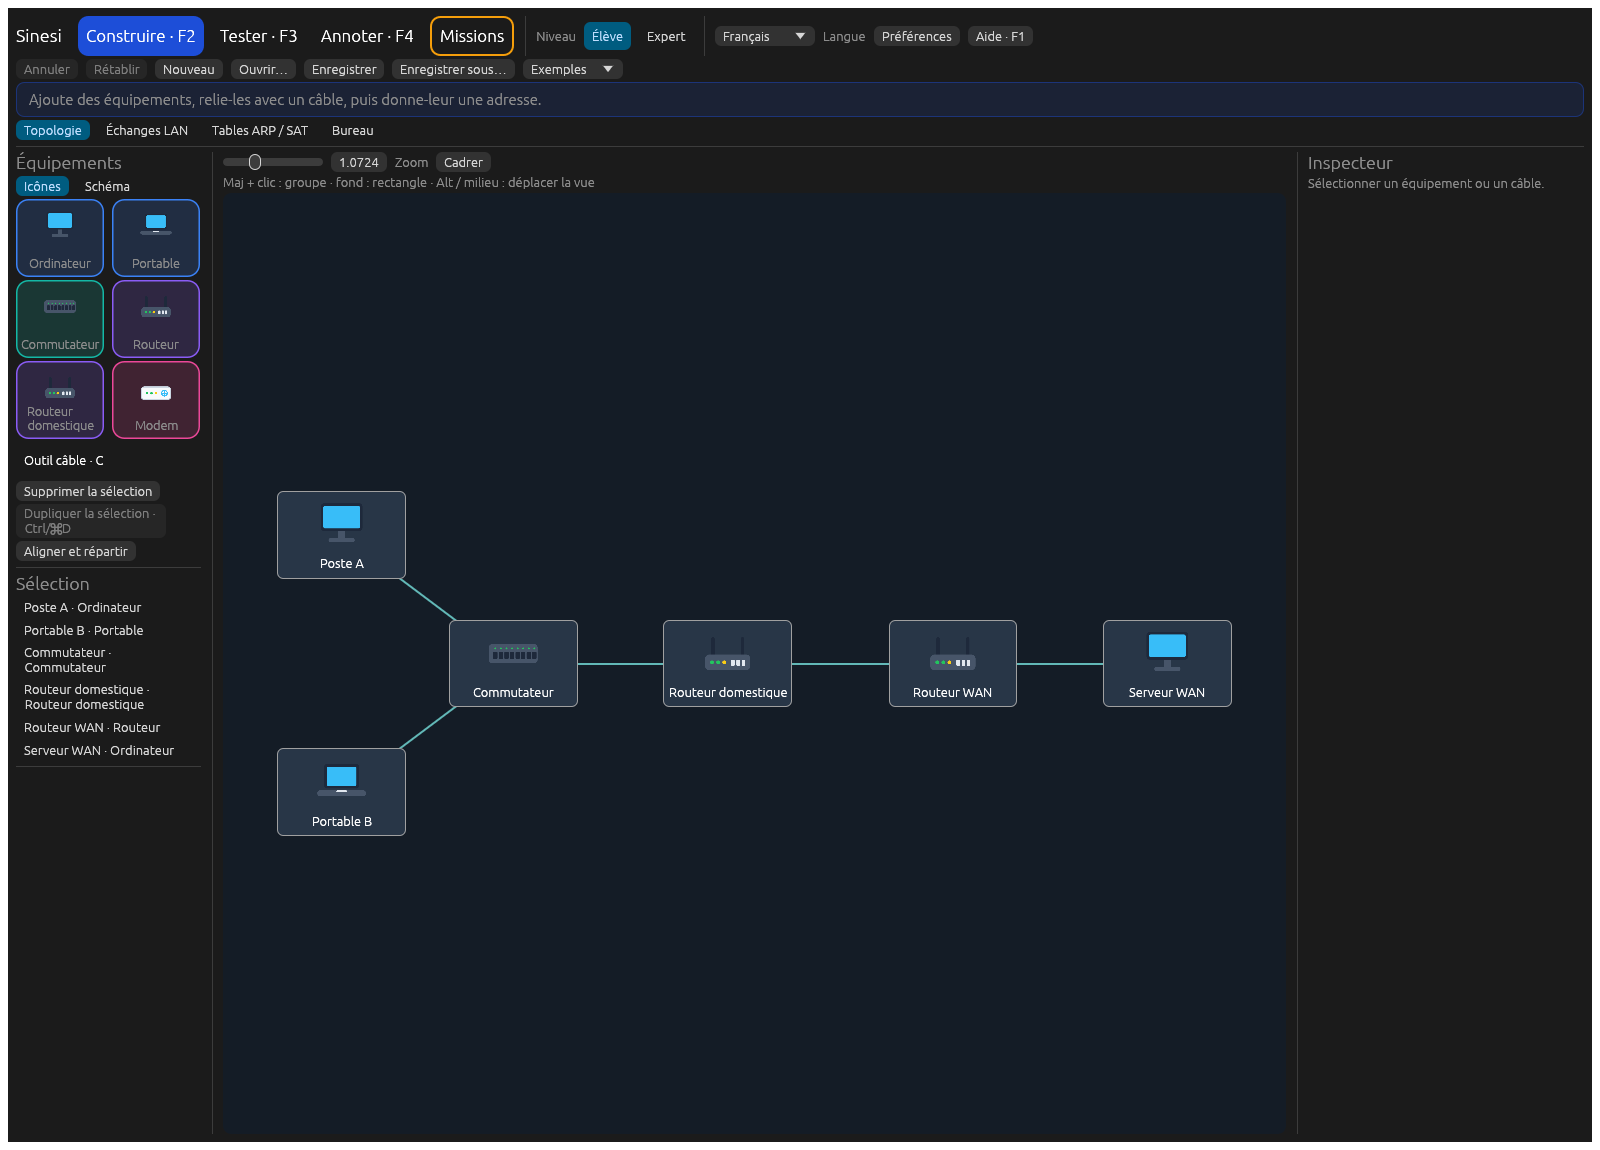 Sinesi Construire · F2 Tester · F3 Annoter · F4 Missions Niveau Élève Expert Français Langue Préférences Aide · F1
Annuler Rétablir Nouveau Ouvrir... Enregistrer Enregistrer sous... Exemples
Ajoute des équipements, relie-les avec un câble, puis donne-leur une adresse.
Topologie Échanges LAN Tables ARP / SAT Bureau
Équipements
Icônes Schéma
Ordinateur Portable
Commutateur Routeur
Routeur
domestique
Modem
Outil câble · C
Supprimer la sélection
Dupliquer la sélection ·
Ctrl/⌘D
Aligner et répartir
Sélection
Poste A · Ordinateur
Portable B · Portable
Commutateur ·
Commutateur
Routeur domestique ·
Routeur domestique
Routeur WAN · Routeur
Serveur WAN · Ordinateur
1.0724 Zoom Cadrer
Maj + clic : groupe · fond : rectangle · Alt / milieu : déplacer la vue
Poste A
Commutateur
Routeur domestique
Routeur WAN
Serveur WAN
Portable B
Inspecteur
Sélectionner un équipement ou un câble.